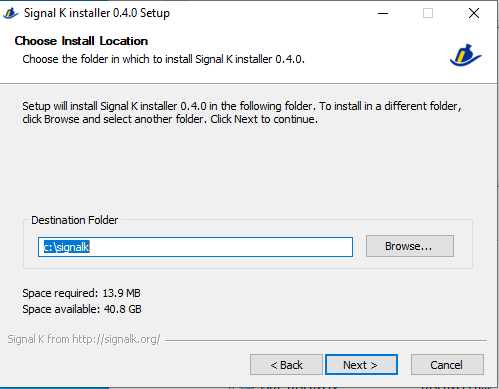 Signal K installer 0.4.0 Setup
Choose Install Location
Choose the folder in which to install Signal K installer 0.4.0.
Setup will install Signal K installer 0.4.0 in the following folder. To install in a different folder,
click Browse and select another folder. Click Next to continue.
Destination Folder
c:\signalk
Browse...
Space required: 13.9 MB
Space available: 40.8 GB
Signal K from http://signalk.org/
< Back
Next >
Cancel